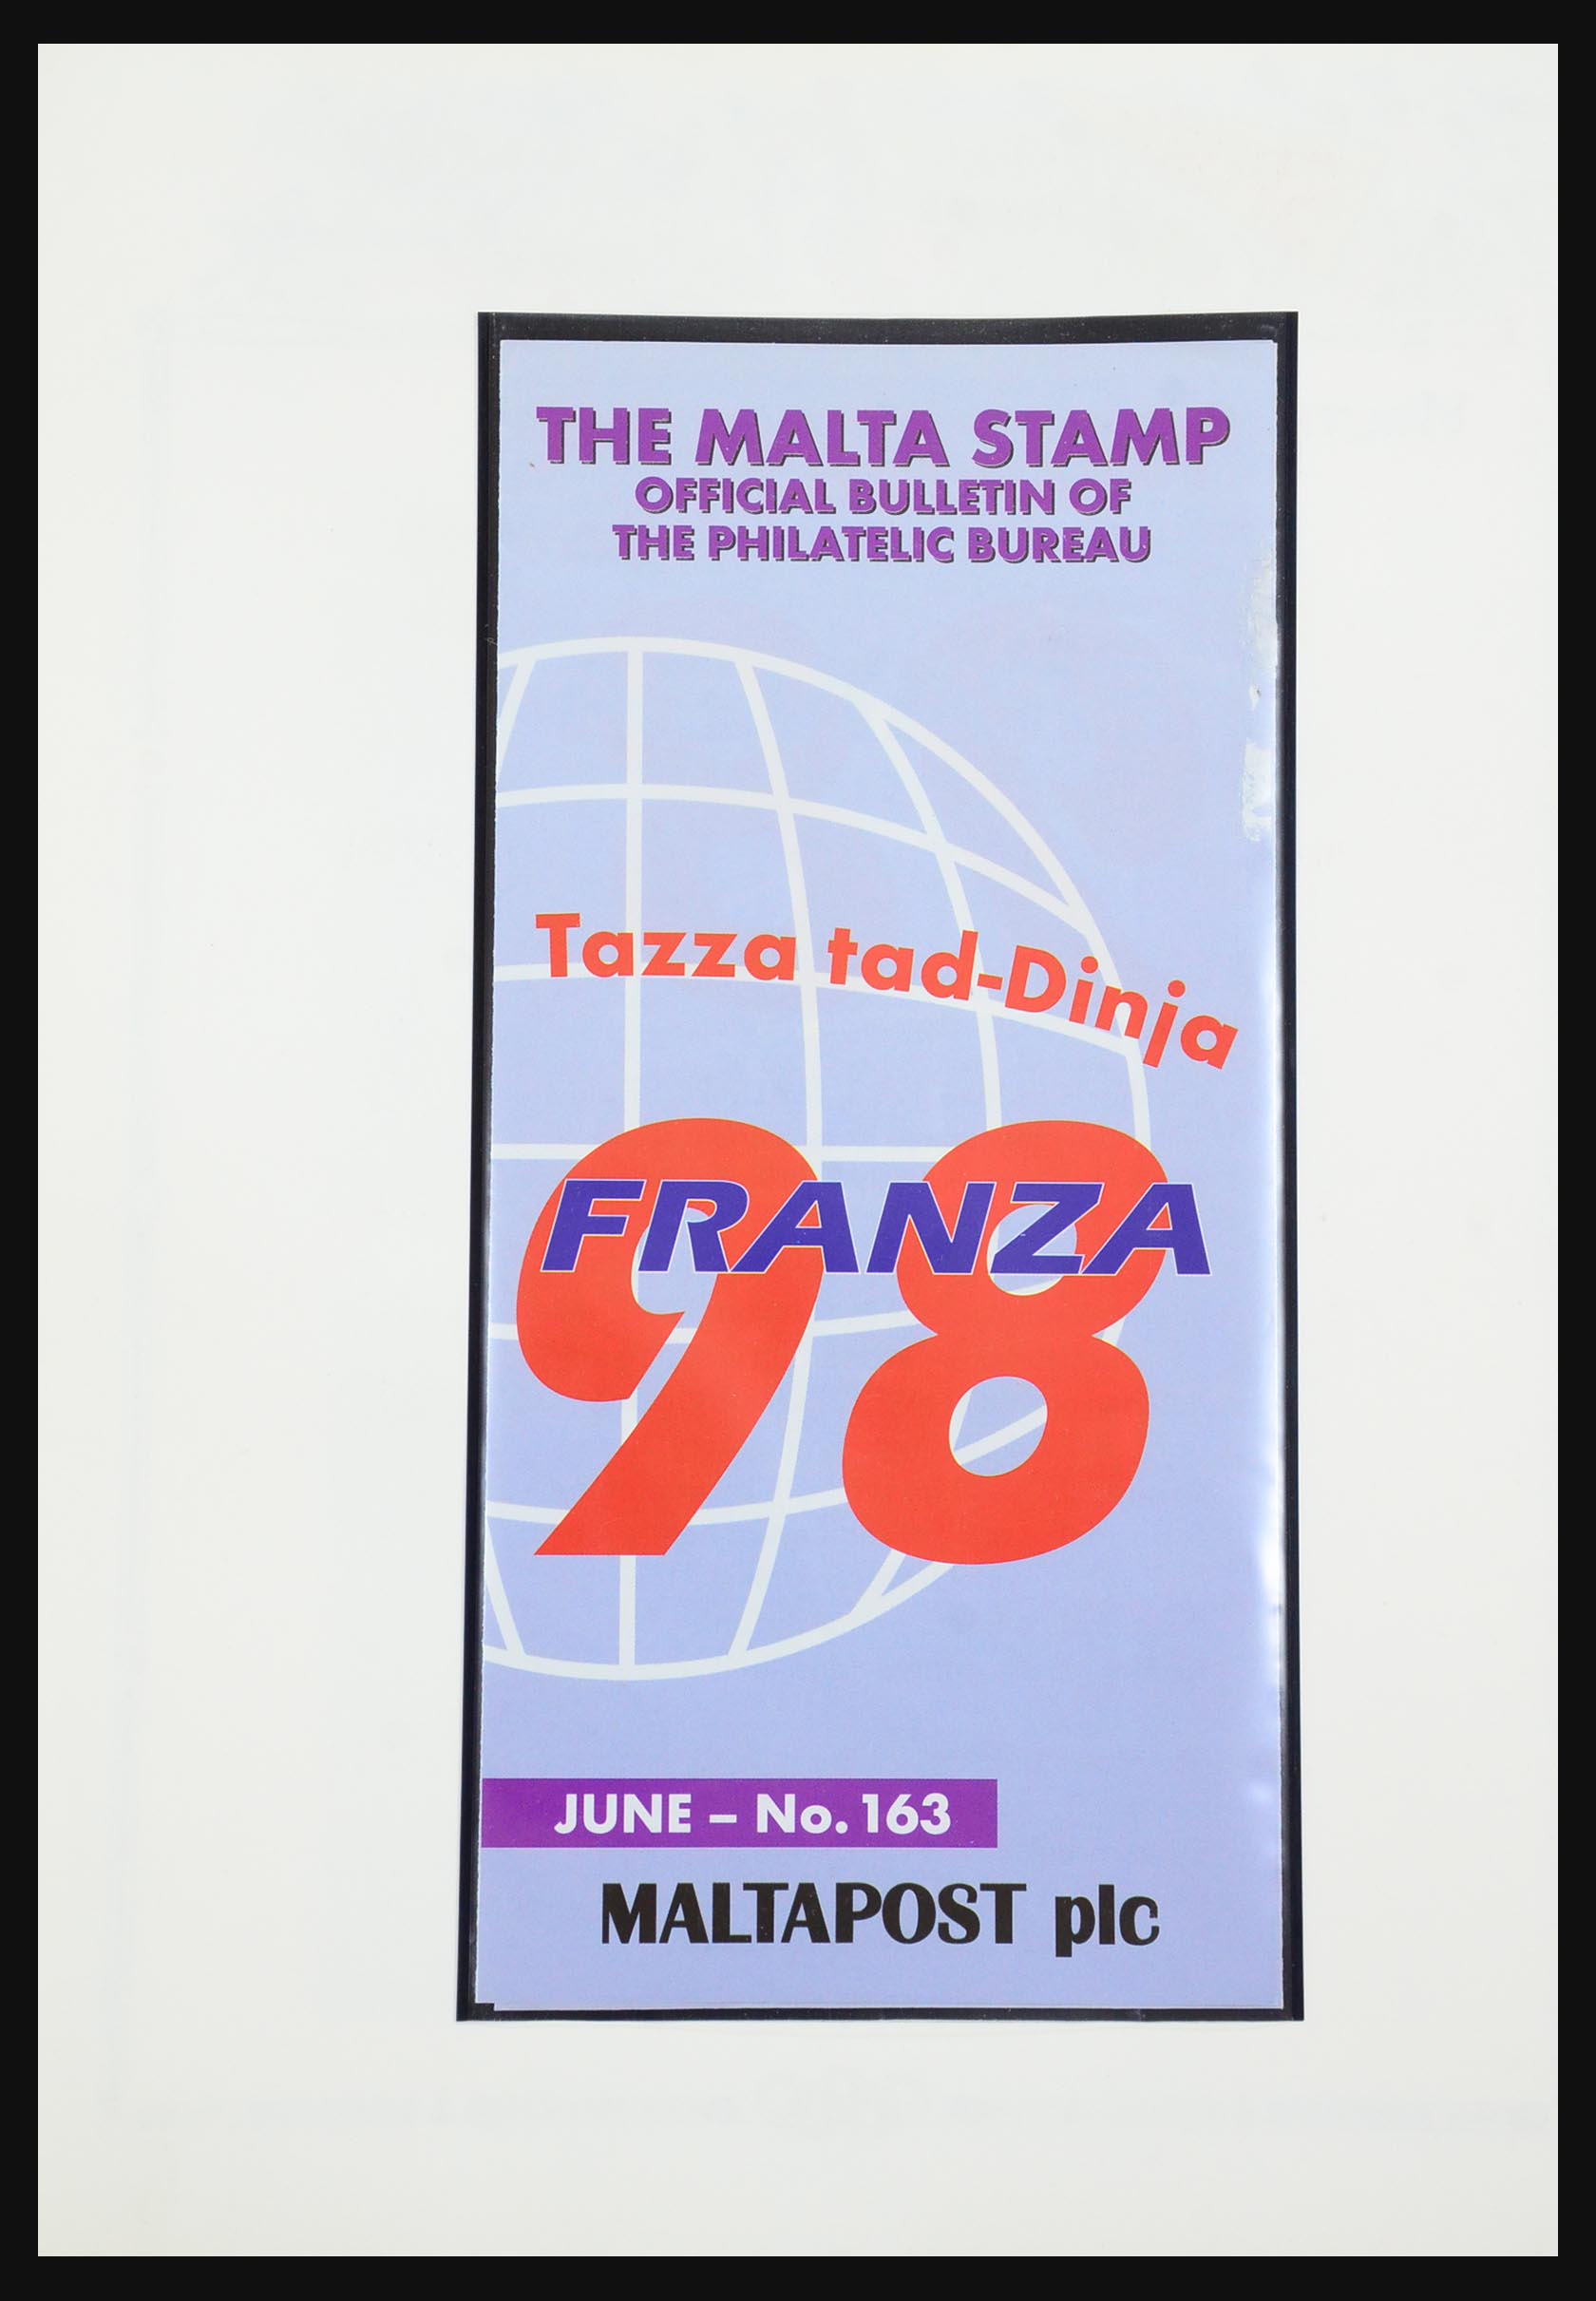 THE MALTA STAMP
OFFICIAL BULLETIN OF
THE PHILATELIC BUREAU
Tazza tad-Dinja
FRANZA
98
JUNE – No. 163
MALTAPOST plc